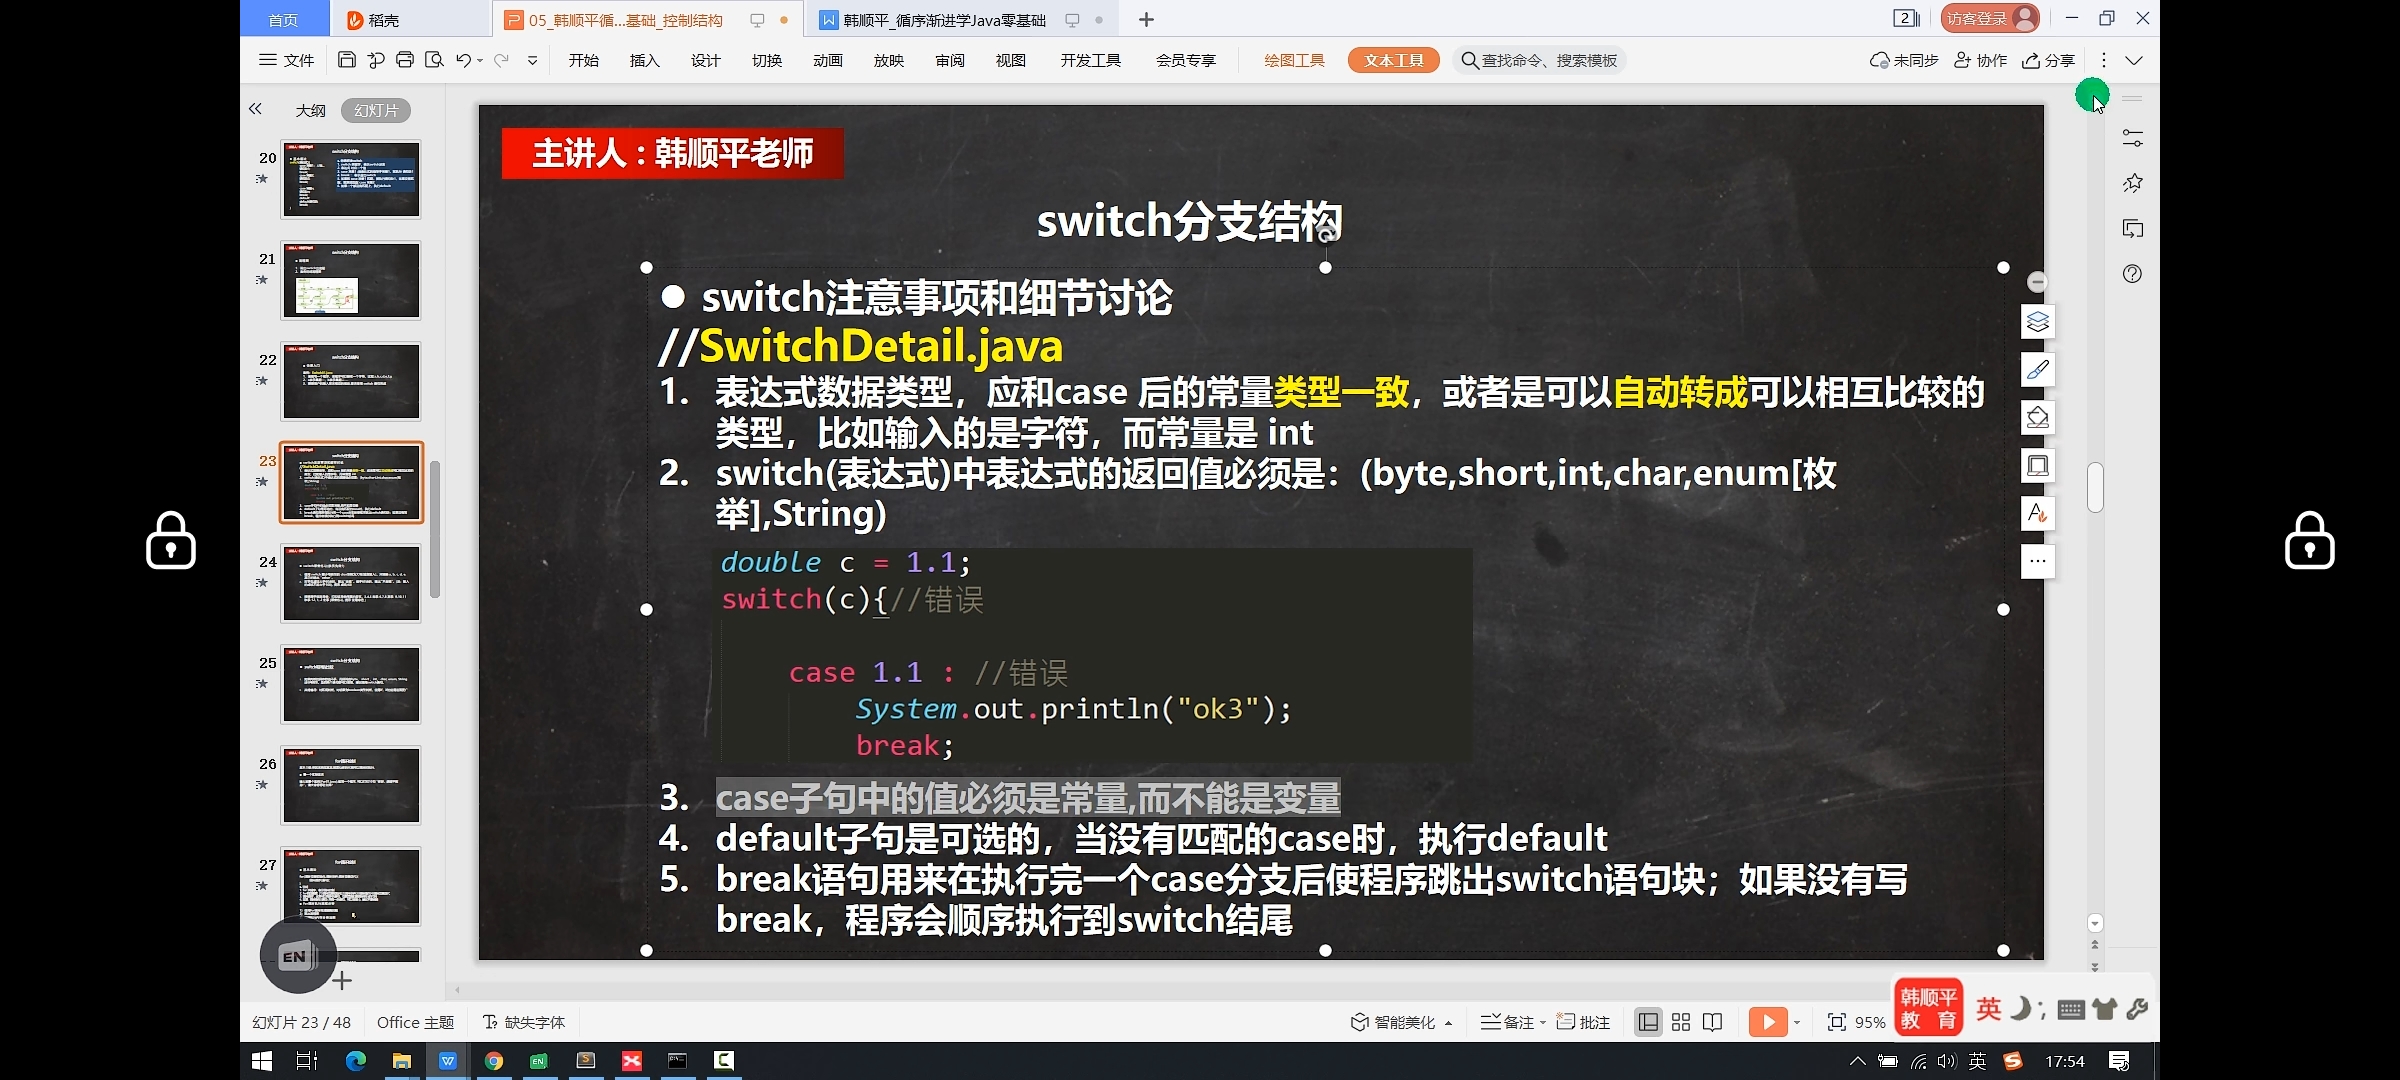 首页
稻壳
05_韩顺平循...基础_控制结构
韩顺平_循序渐进学Java零基础
2
访客登录
文件
开始
插入
设计
切换
动画
放映
审阅
视图
开发工具
会员专享
绘图工具
文本工具
查找命令、搜索模板
未同步
协作
分享
大纲
幻灯片
20
21
22
23
24
25
26
27
主讲人：韩顺平老师
switch分支结构
switch注意事项和细节讨论
//SwitchDetail.java
1. 表达式数据类型，应和case 后的常量类型一致，或者是可以自动转成可以相互比较的
类型，比如输入的是字符，而常量是 int
2. switch(表达式)中表达式的返回值必须是：(byte,short,int,char,enum[枚
举],String)
double c = 1.1;
switch(c){//错误
case 1.1 : //错误
System.out.println("ok3");
break;
3. case子句中的值必须是常量,而不能是变量
4. default子句是可选的，当没有匹配的case时，执行default
5. break语句用来在执行完一个case分支后使程序跳出switch语句块；如果没有写
break，程序会顺序执行到switch结尾
EN
韩顺平
教 育
英
幻灯片 23 / 48
Office 主题
缺失字体
智能美化
备注
批注
95%
英
17:54